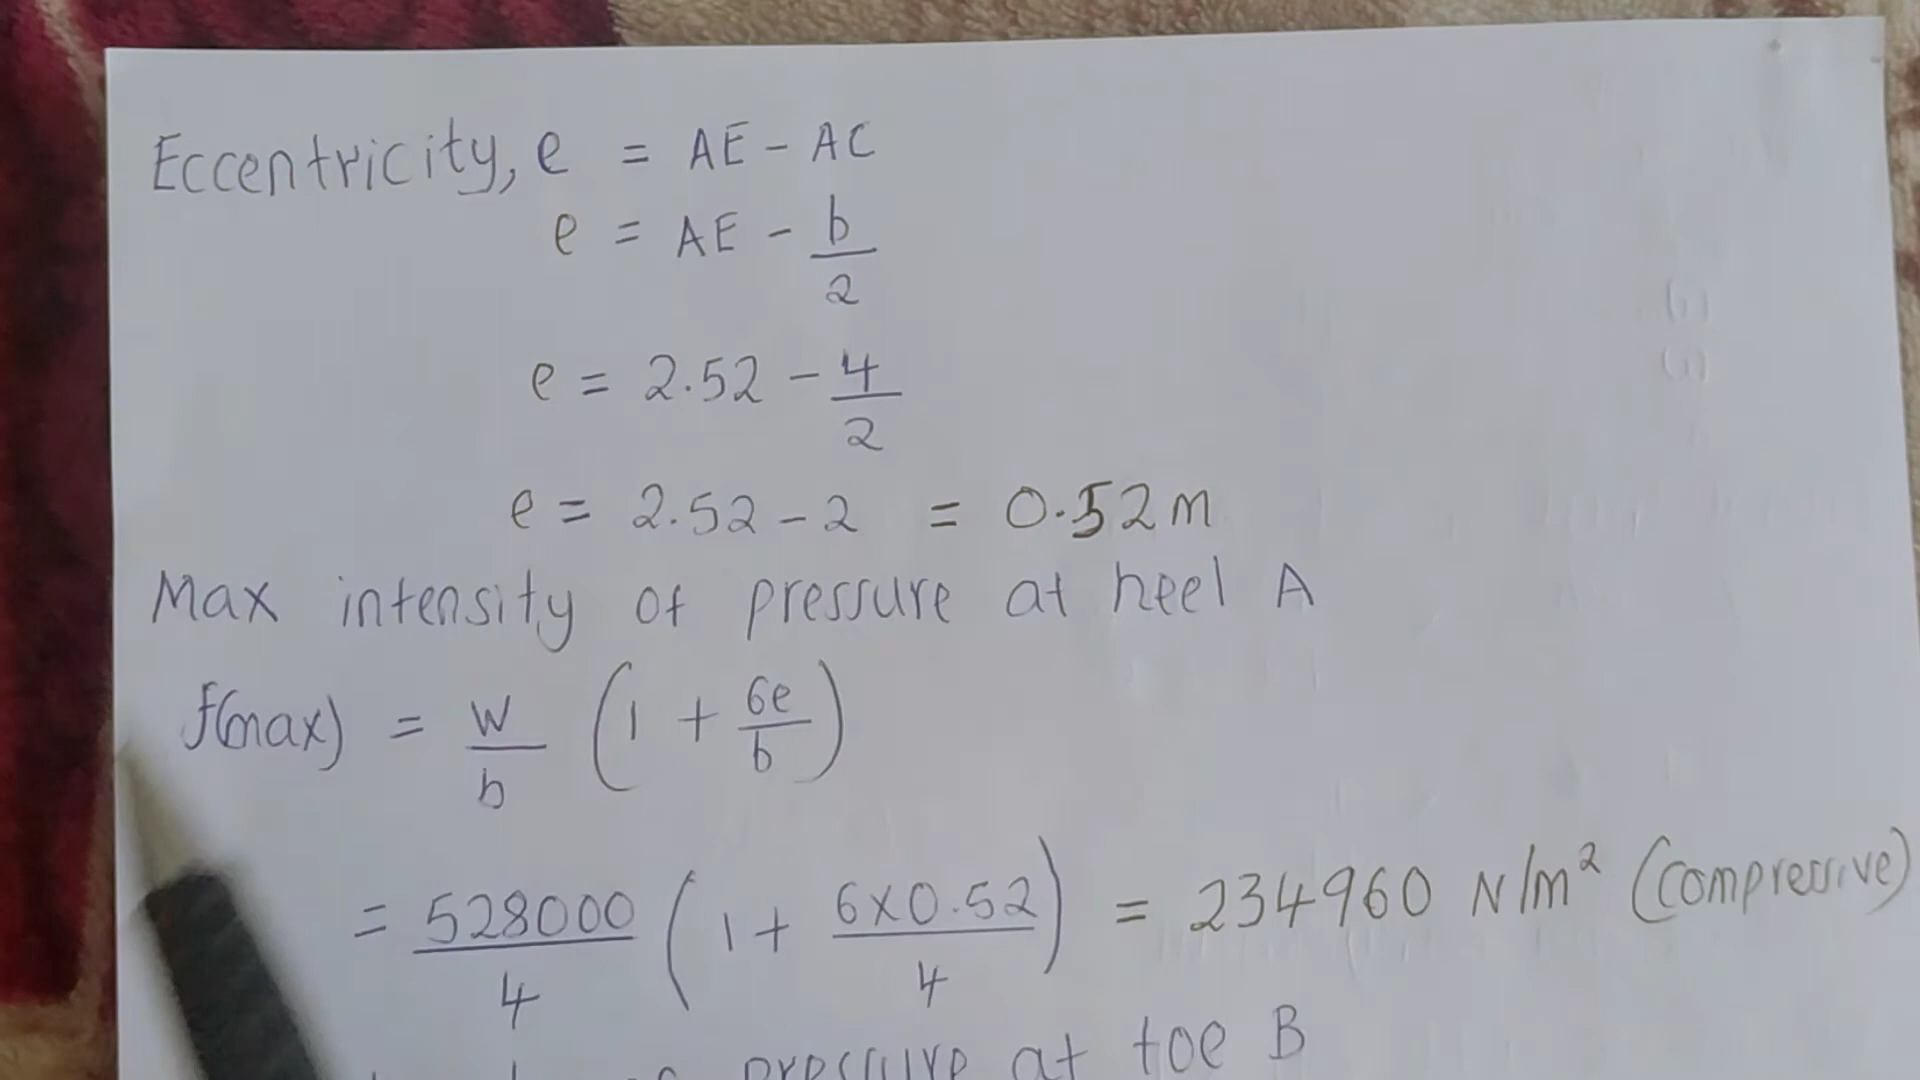 Eccentricity, e = AE - AC
e = AE - b/2
e = 2.52 - 4/2
e = 2.52 - 2 = 0.52m
Max intensity of pressure at heel A
f(max) = W/b (1 + 6e/b)
= 528000/4 (1 + 6×0.52/4) = 234960 N/m² (compressive)
pressure at toe B